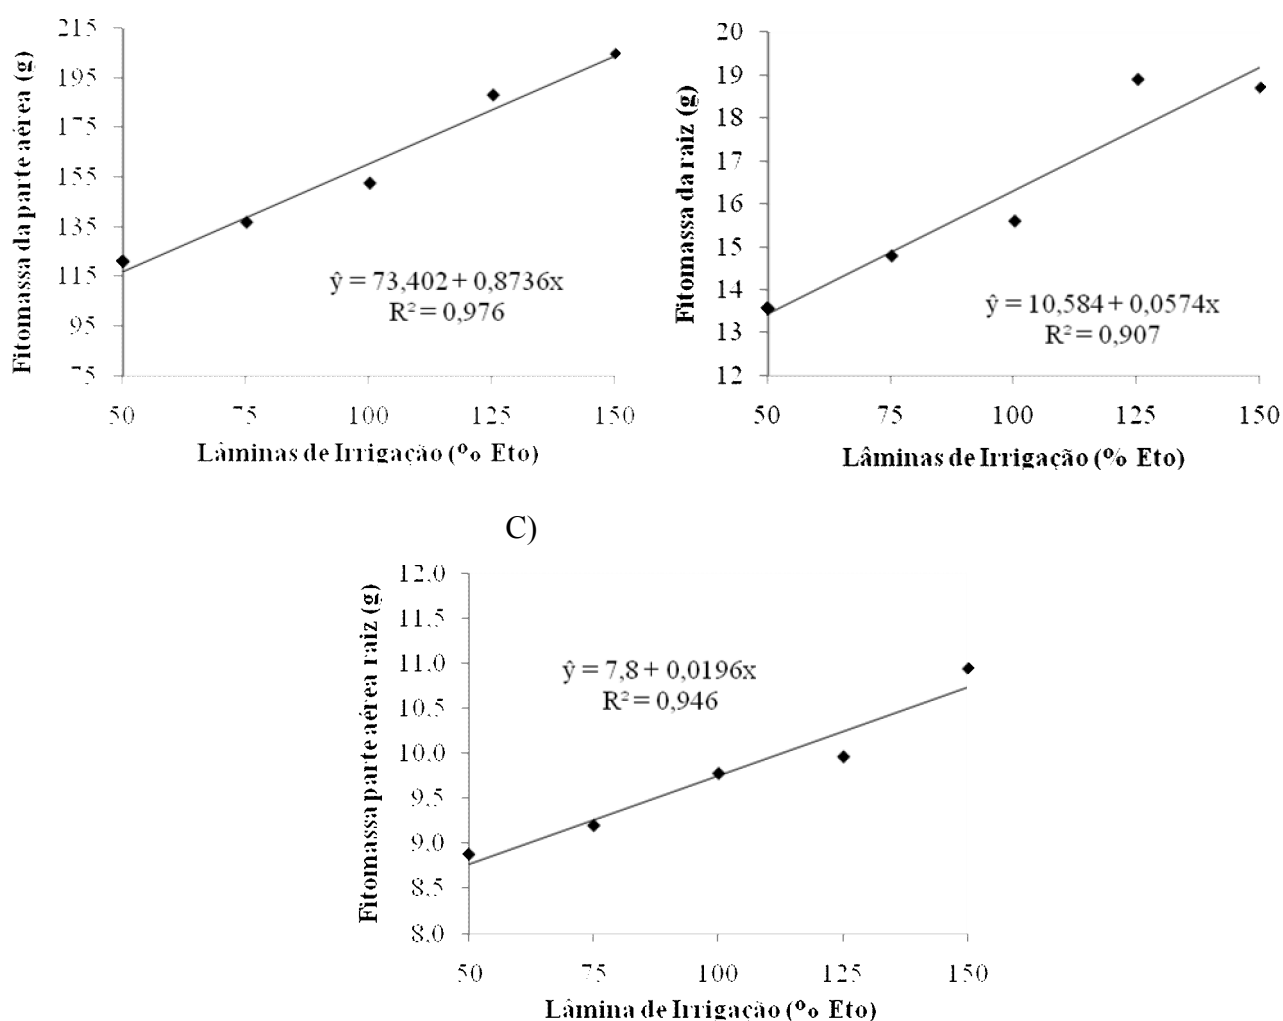 Fitomassa da parte aérea (g)
215
195
175
155
135
115
95
75
ŷ = 73,402 + 0,8736x
R² = 0,976
50 75 100 125 150
Lâminas de Irrigação (% Eto)
Fitomassa da raiz (g)
20
19
18
17
16
15
14
13
12
ŷ = 10,584 + 0,0574x
R² = 0,907
50 75 100 125 150
Lâminas de Irrigação (% Eto)
C)
Fitomassa parte aérea raiz (g)
12.0
11.5
11.0
10.5
10.0
9.5
9.0
8.5
8.0
ŷ = 7,8 + 0,0196x
R² = 0,946
50 75 100 125 150
Lâmina de Irrigação (% Eto)